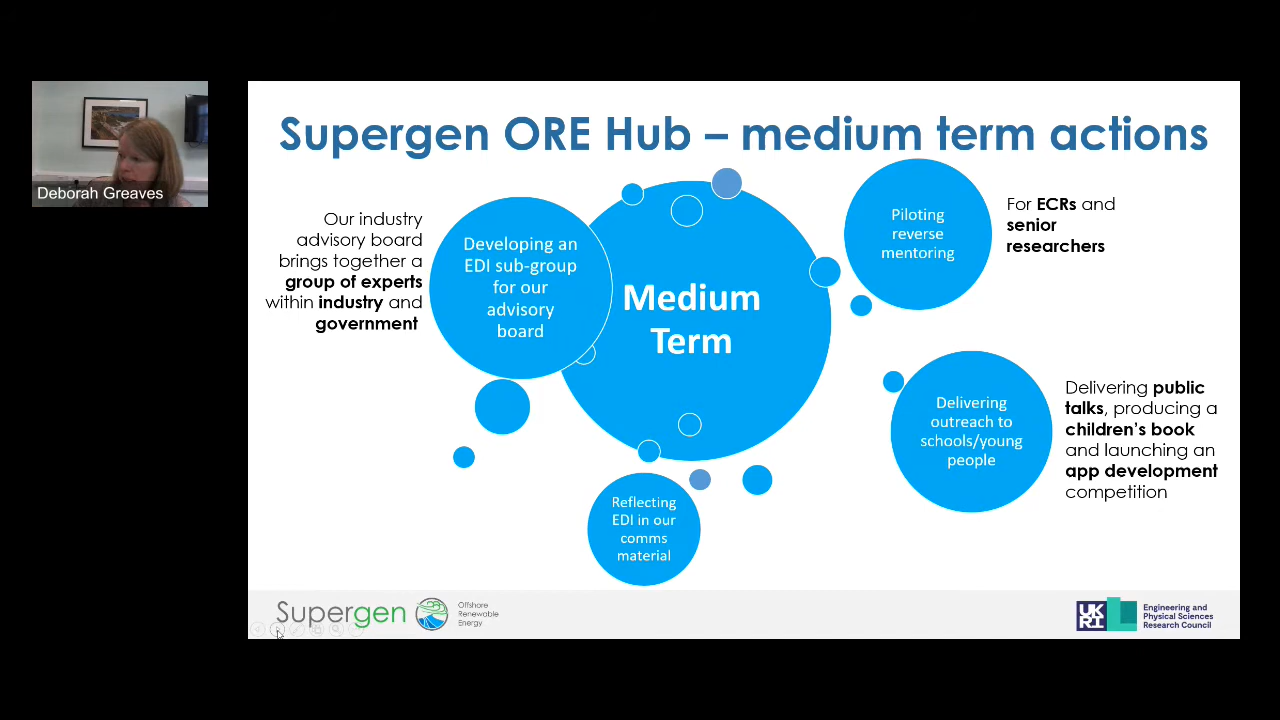 Supergen ORE Hub – medium term actions
Deborah Greaves
Our industry
advisory board
brings together a
group of experts
within industry and
government
Developing an
EDI sub-group
for our
advisory
board
Medium
Term
Piloting
reverse
mentoring
For ECRs and
senior
researchers
Delivering
outreach to
schools/young
people
Delivering public
talks, producing a
children's book
and launching an
app development
competition
Reflecting
EDI in our
comms
material
Supergen
Offshore
Renewable
Energy
UK
RI
Engineering and
Physical Sciences
Research Council